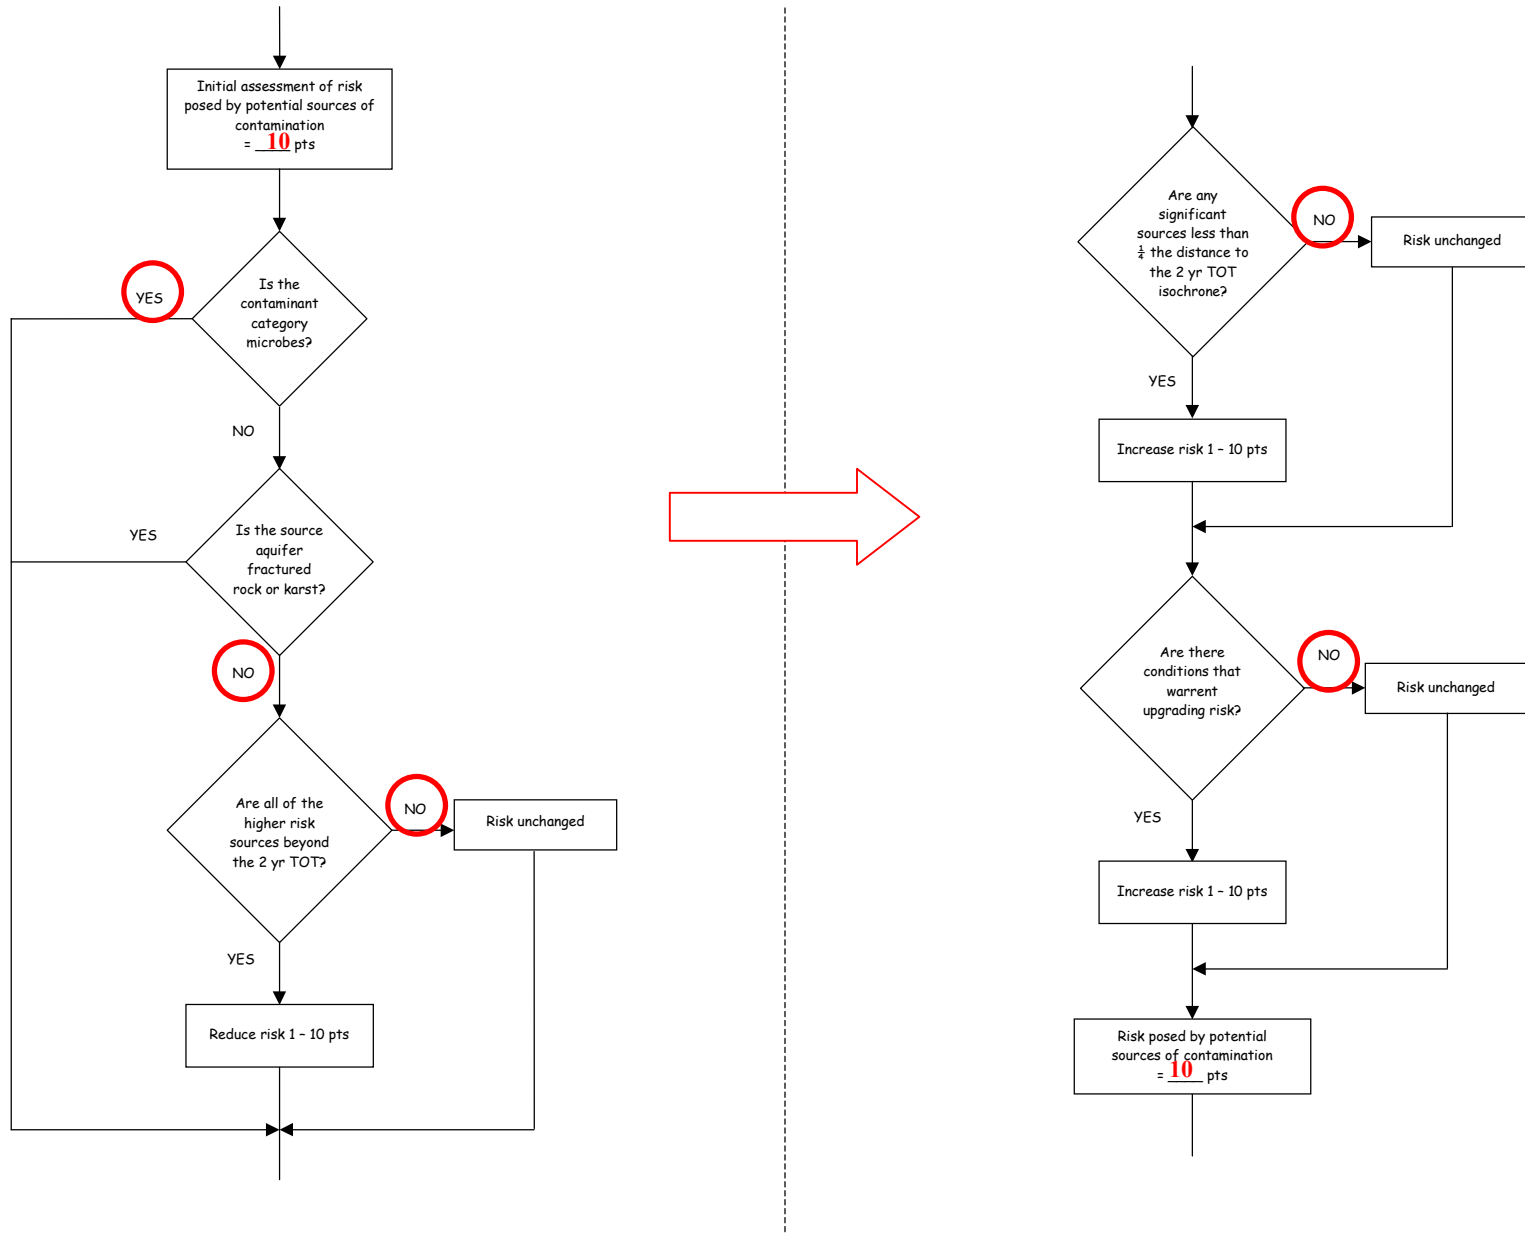 Initial assessment of risk
posed by potential sources of
contamination
= 10 pts
Is the
contaminant
category
microbes?
YES
NO
Is the source
aquifer
fractured
rock or karst?
YES
NO
Are all of the
higher risk
sources beyond
the 2 yr TOT?
NO
Risk unchanged
YES
Reduce risk 1 – 10 pts
Are any
significant
sources less than
¼ the distance to
the 2 yr TOT
isochrone?
NO
Risk unchanged
YES
Increase risk 1 – 10 pts
Are there
conditions that
warrent
upgrading risk?
NO
Risk unchanged
YES
Increase risk 1 – 10 pts
Risk posed by potential
sources of contamination
= 10 pts